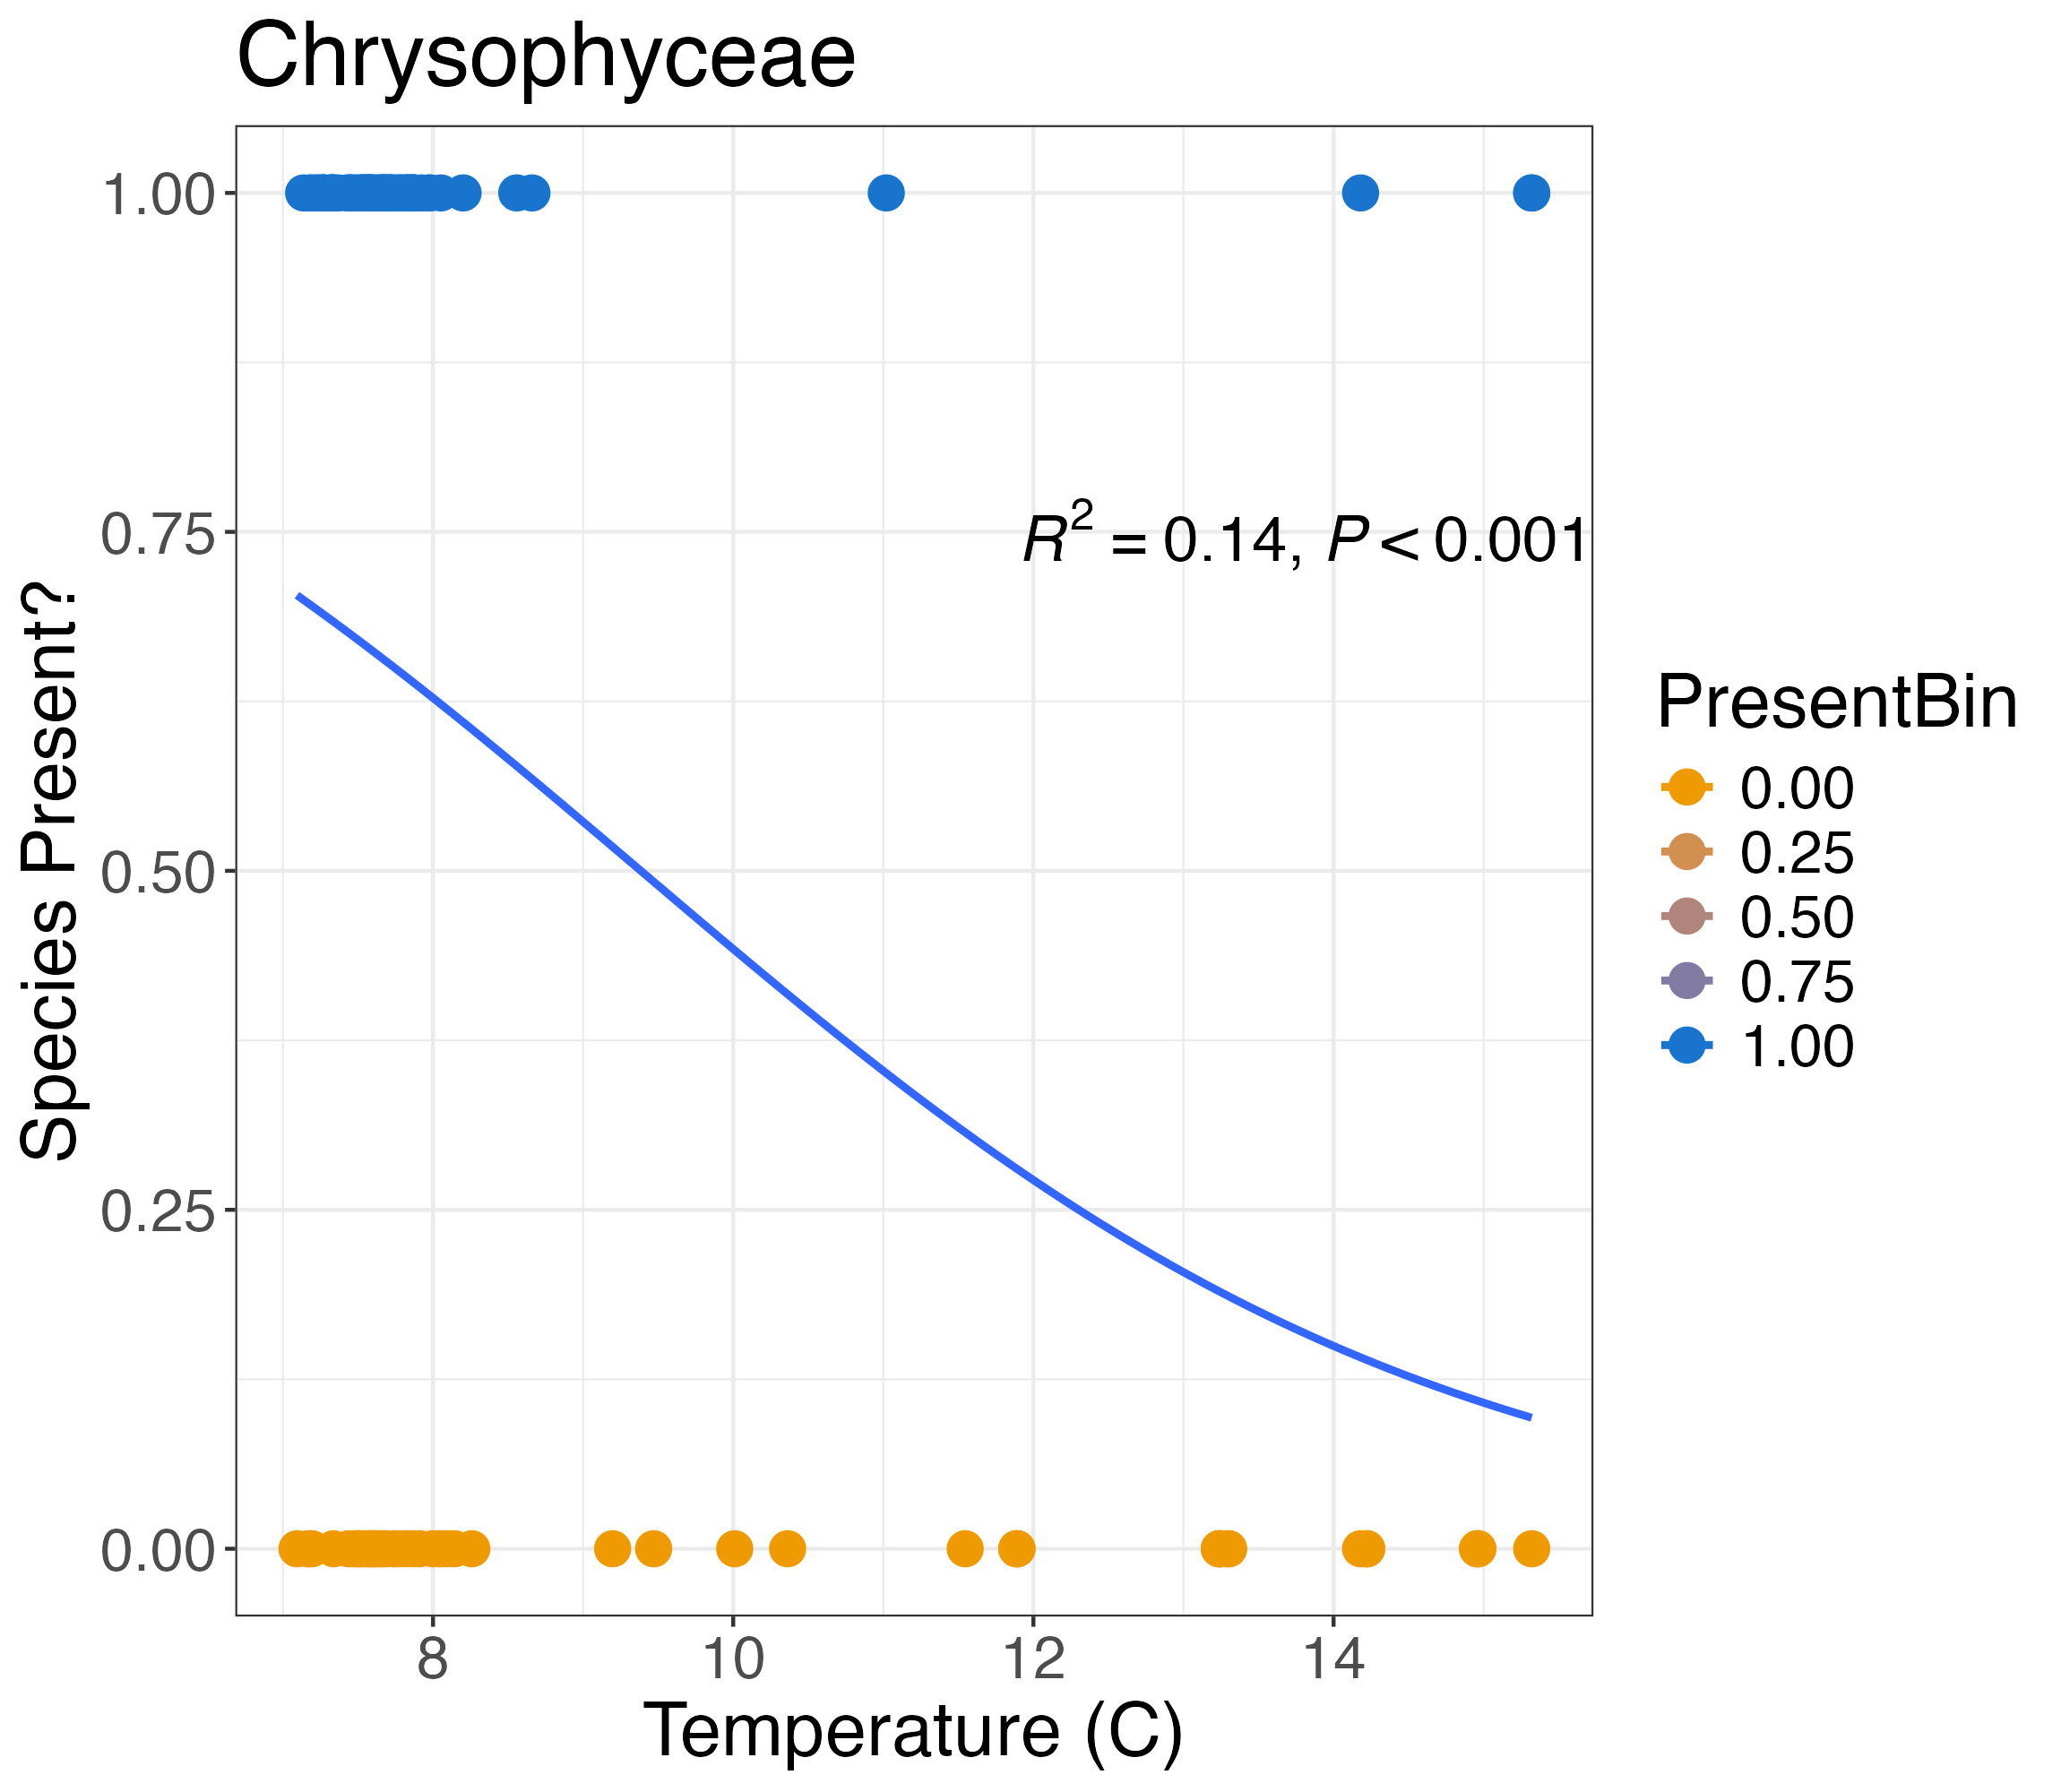 Chrysophyceae
1.00
0.75
0.50
0.25
0.00
Species Present?
R² = 0.14, P < 0.001
8 10 12 14
Temperature (C)
PresentBin
0.00
0.25
0.50
0.75
1.00